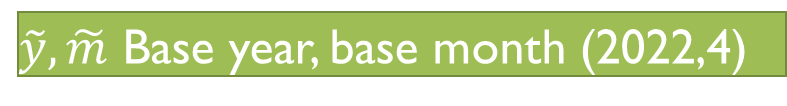 ỹ, m̃ Base year, base month (2022,4)